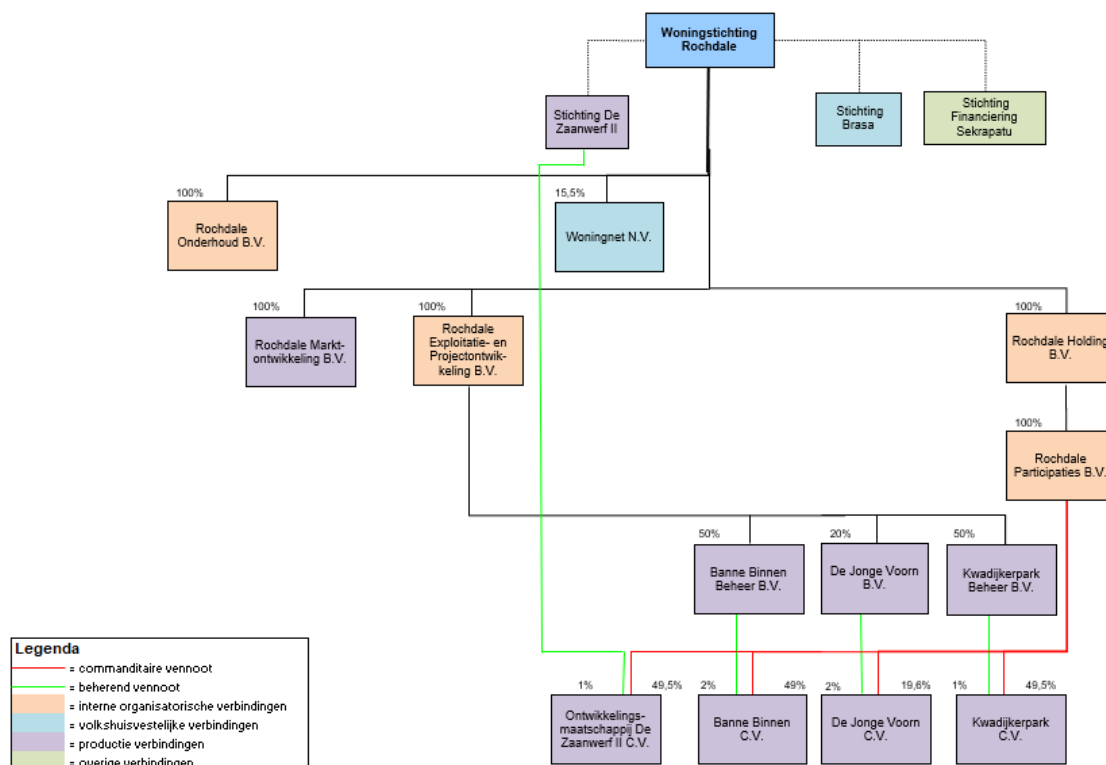 Woningstichting
Rochdale
Stichting De
Zaanwerf II
Stichting
Brasa
Stichting
Financiering
Sekrapatu
100%
Rochdale
Onderhoud B.V.
15,5%
Woningnet N.V.
100%
Rochdale Markt-
ontwikkeling B.V.
100%
Rochdale
Exploitatie- en
Projectontwik-
keling B.V.
100%
Rochdale Holding
B.V.
100%
Rochdale
Participaties B.V.
50%
Banne Binnen
Beheer B.V.
20%
De Jonge Voorn
B.V.
50%
Kwadijkerpark
Beheer B.V.
1% 49,5%
Ontwikkelings-
maatschappij De
Zaanwerf II C.V.
2% 49%
Banne Binnen
C.V.
2% 19,6%
De Jonge Voorn
C.V.
1% 49,5%
Kwadijkerpark
C.V.
Legenda
= commanditaire vennoot
= beherend vennoot
= interne organisatorische verbindingen
= volkshuisvestelijke verbindingen
= productie verbindingen
= overige verbindingen